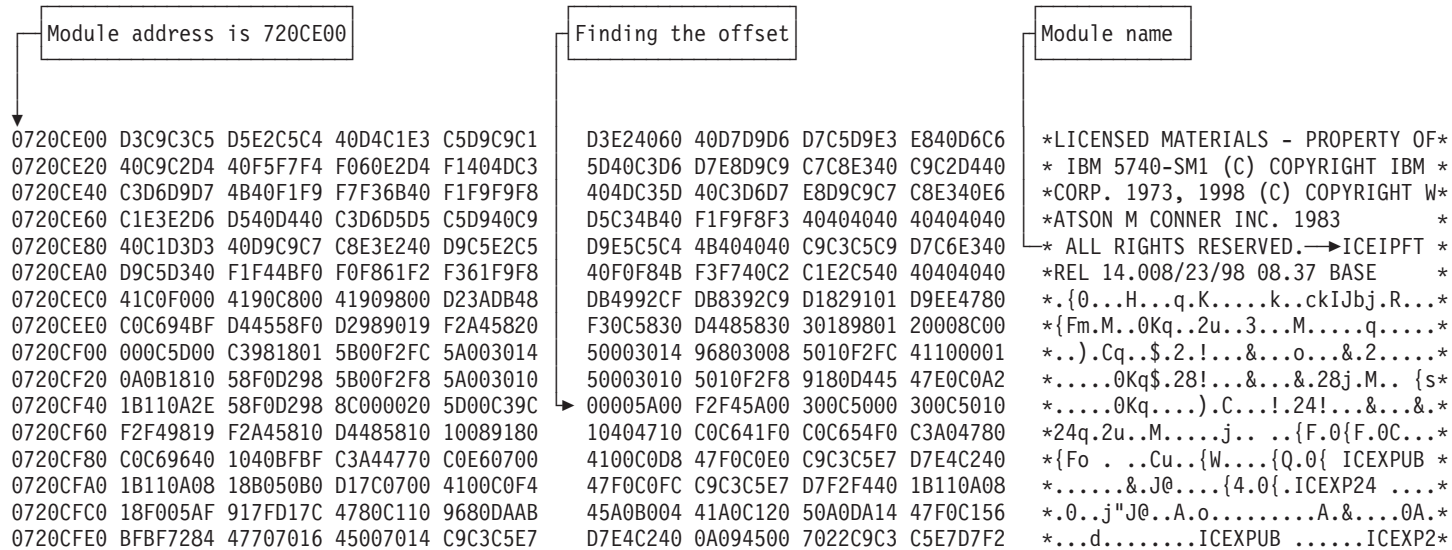 Module address is 720CE00 Finding the offset Module name
0720CE00 D3C9C3C5 D5E2C5C4 40D4C1E3 C5D9C9C1 D3E24060 40D7D9D6 D7C5D9E3 E840D6C6 *LICENSED MATERIALS - PROPERTY OF*
0720CE20 40C9C2D4 40F5F7F4 F060E2D4 F1404DC3 5D40C3D6 D7E8D9C9 C7C8E340 C9C2D440 * IBM 5740-SM1 (C) COPYRIGHT IBM *
0720CE40 C3D6D9D7 4B40F1F9 F7F36B40 F1F9F9F8 404DC35D 40C3D6D7 E8D9C9C7 C8E340E6 *CORP. 1973, 1998 (C) COPYRIGHT W*
0720CE60 C1E3E2D6 D540D440 C3D6D5D5 C5D940C9 D5C34B40 F1F9F8F3 40404040 40404040 *ATSON M CONNER INC. 1983 *
0720CE80 40C1D3D3 40D9C9C7 C8E3E240 D9C5E2C5 D9E5C5C4 4B404040 C9C3C5C9 D7C6E340 * ALL RIGHTS RESERVED. ICEIPFT *
0720CEA0 D9C5D340 F1F44BF0 F0F861F2 F361F9F8 40F0F84B F3F740C2 C1E2C540 40404040 *REL 14.008/23/98 08.37 BASE *
0720CEC0 41C0F000 4190C800 41909800 D23ADB48 DB4992CF DB8392C9 D1829101 D9EE4780 *.{0...H...q.K.....k..ckIJbj.R...*
0720CEE0 C0C694BF D44558F0 D2989019 F2A45820 F30C5830 D4485830 30189801 20008C00 *{Fm.M..0Kq..2u..3...M.....q.....*
0720CF00 000C5D00 C3981801 5B00F2FC 5A003014 50003014 96803008 5010F2FC 41100001 *..).Cq..$.2.!...&...o...&.2.....*
0720CF20 0A0B1810 58F0D298 5B00F2F8 5A003010 50003010 5010F2F8 9180D445 47E0C0A2 *.....0Kq$.28!...&...&.28j.M.. {s*
0720CF40 1B110A2E 58F0D298 8C000020 5D00C39C 00005A00 F2F45A00 300C5000 300C5010 *.....0Kq....).C...!.24!...&...&.*
0720CF60 F2F49819 F2A45810 D4485810 10089180 10404710 C0C641F0 C0C654F0 C3A04780 *24q.2u..M.....j.. ..{F.0{F.0C...*
0720CF80 C0C69640 1040BFBF C3A44770 C0E60700 4100C0D8 47F0C0E0 C9C3C5E7 D7E4C240 *{Fo . ..Cu..{W....{Q.0{ ICEXPUB *
0720CFA0 1B110A08 18B050B0 D17C0700 4100C0F4 47F0C0FC C9C3C5E7 D7F2F440 1B110A08 *......&.J@....{4.0{.ICEXP24 ....*
0720CFC0 18F005AF 917FD17C 4780C110 9680DAAB 45A0B004 41A0C120 50A0DA14 47F0C156 *.0..j"J@..A.o.........A.&....0A.*
0720CFE0 BFBF7284 47707016 45007014 C9C3C5E7 D7E4C240 0A094500 7022C9C3 C5E7D7F2 *...d........ICEXPUB ......ICEXP2*